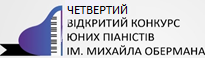 ЧЕТВЕРТИЙ
ВІДКРИТИЙ КОНКУРС
ЮНИХ ПІАНІСТІВ
ІМ. МИХАЙЛА ОБЕРМАНА